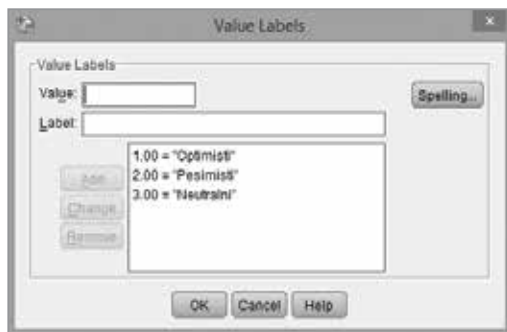 Value Labels
Value Labels
Value:
Spelling...
Label:
1.00 = "Optimisti"
2.00 = "Pesimisti"
3.00 = "Neutralni"
Add
Change
Remove
OK Cancel Help